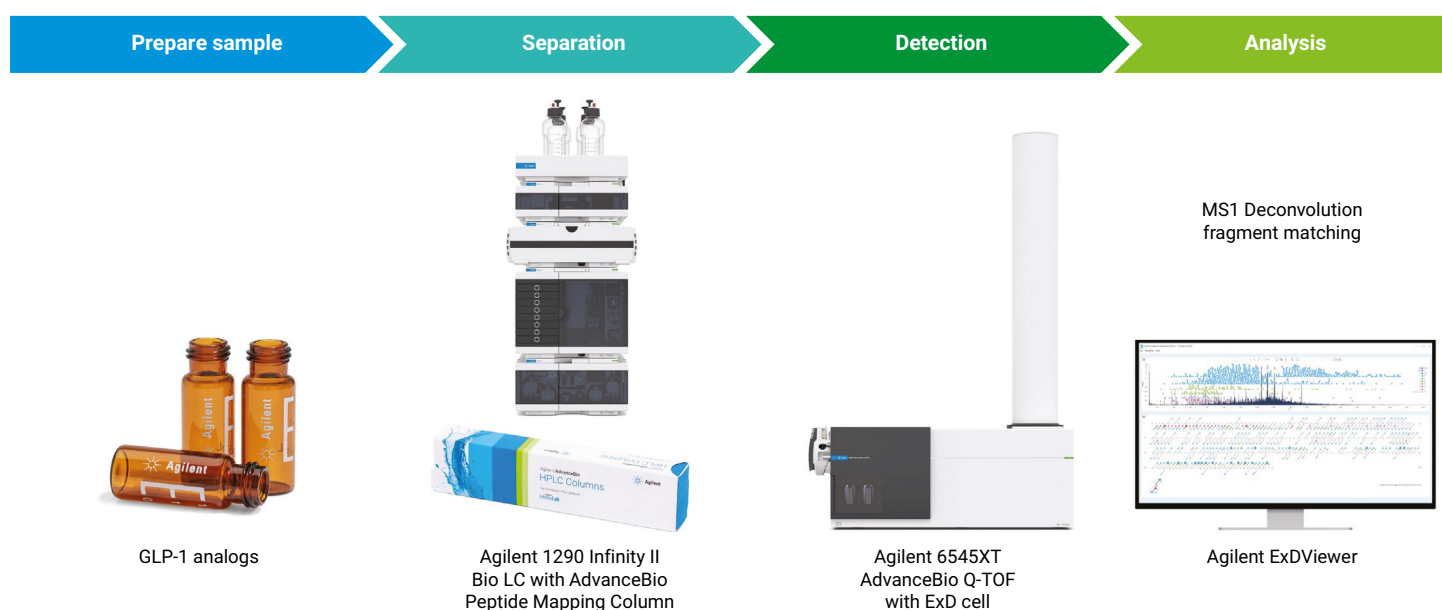 Prepare sample
Separation
Detection
Analysis
MS1 Deconvolution
fragment matching
Agilent
Agilent
Agilent
Agilent AdvanceBio
HPLC Columns
Agilent
GLP-1 analogs
Agilent 1290 Infinity II
Bio LC with AdvanceBio
Peptide Mapping Column
Agilent 6545XT
AdvanceBio Q-TOF
with ExD cell
Agilent ExDViewer